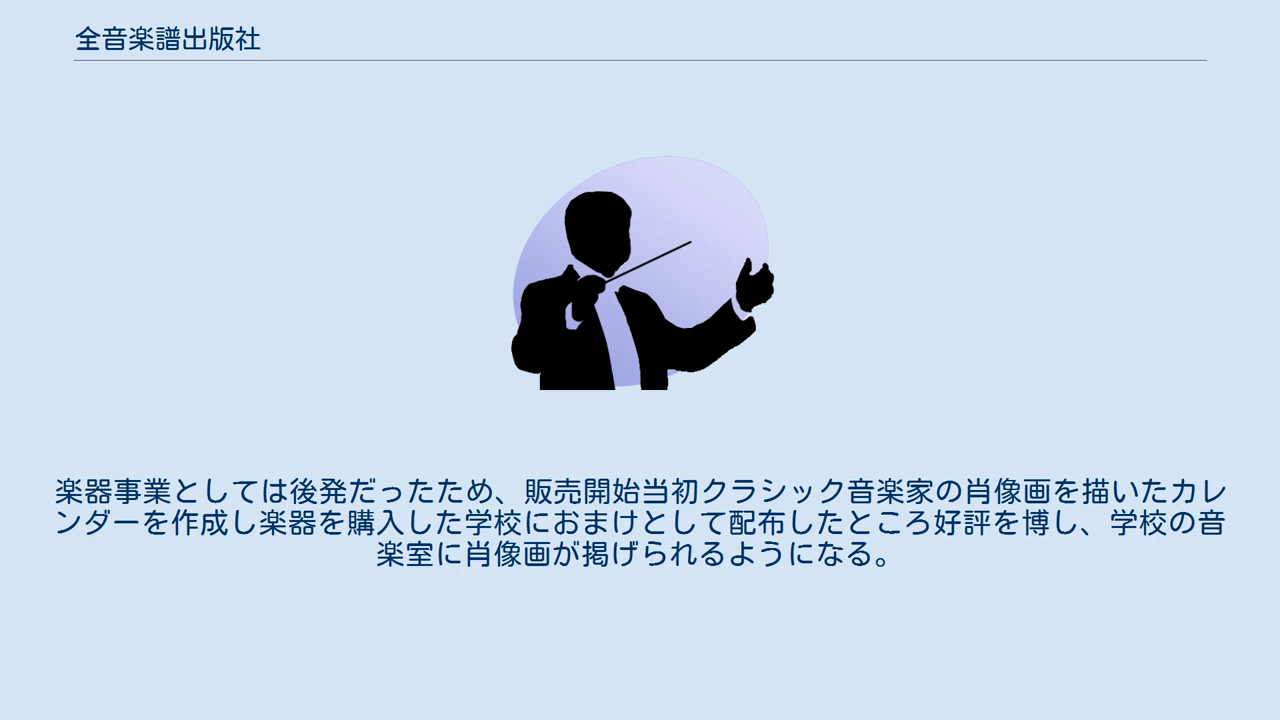 全音楽譜出版社
楽器事業としては後発だったため、販売開始当初クラシック音楽家の肖像画を描いたカレ
ンダーを作成し楽器を購入した学校におまけとして配布したところ好評を博し、学校の音
楽室に肖像画が掲げられるようになる。